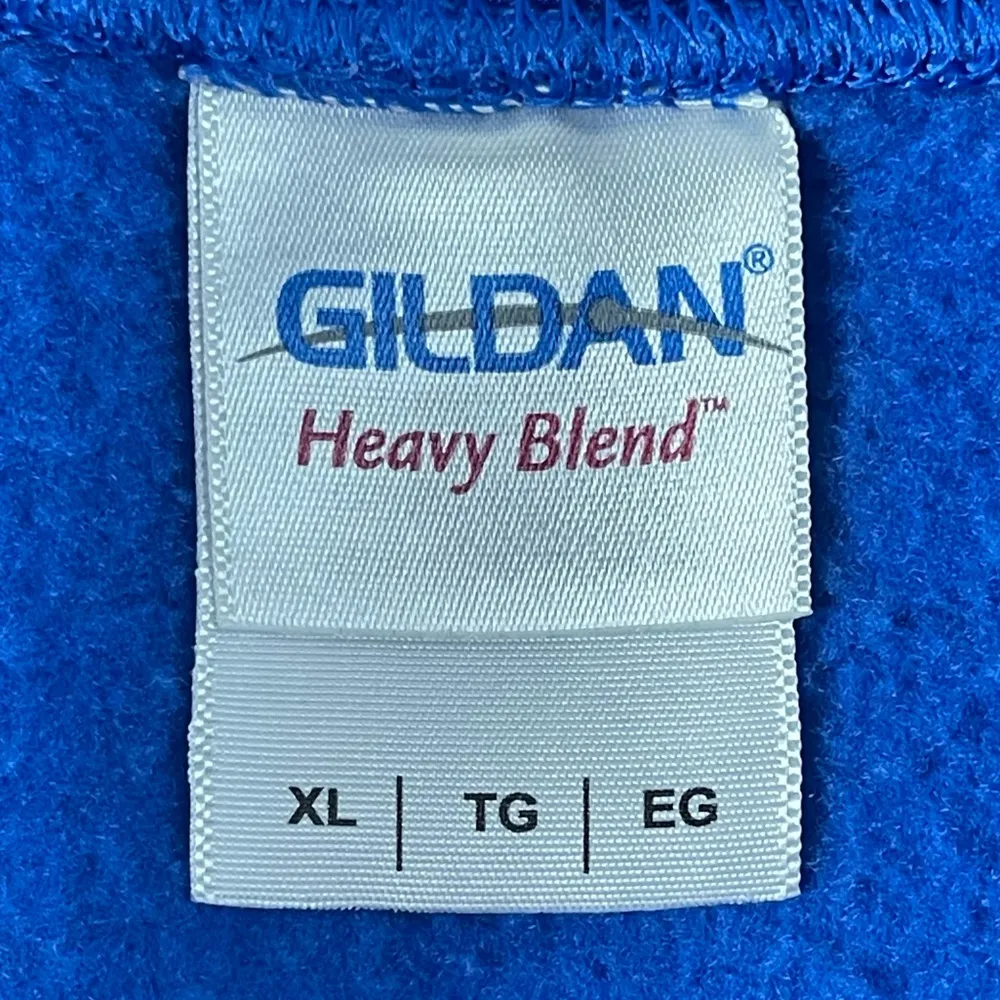 GILDAN®
Heavy Blend™
XL | TG | EG